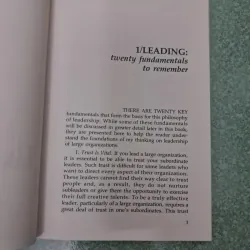 1/LEADING:
twenty fundamentals
to remember
THERE ARE TWENTY KEY
fundamentals that form the basis for this philosophy
of leadership. While some of these fundamentals
will be discussed in greater detail later in this book,
they are presented here to help the reader under-
stand the foundations of my thinking on leadership
of large organizations.
1. Trust is Vital. If you lead a large organization,
it is essential to be able to trust your subordinate
leaders. Such trust is difficult for some leaders who
want to direct every aspect of their organization.
These leaders cannot find their way clear to trust
people and, as a result, they do not nurture
subleaders or give them the opportunity to exercise
their full creative talents. To be a truly effective
leader, particularly of a large organization, requires a
great deal of trust in one's subordinates. This trust